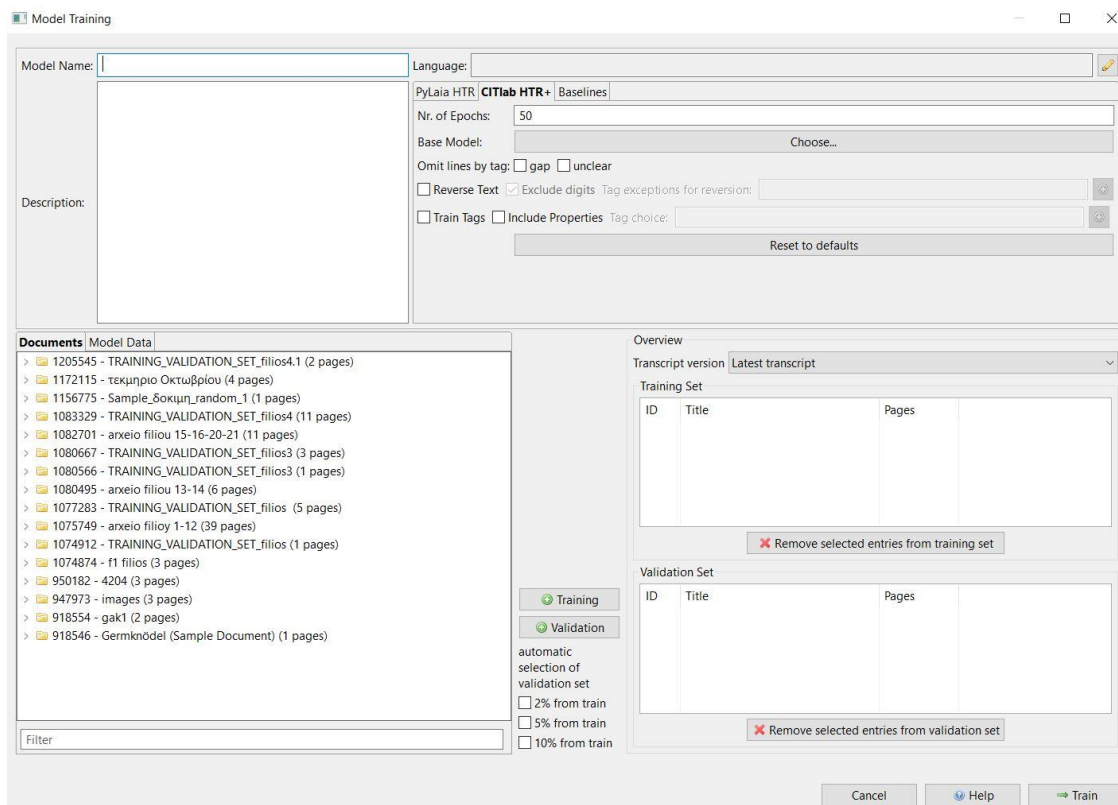 Model Training
Model Name:
Language:
Description:
PyLaia HTR CITlab HTR+ Baselines
Nr. of Epochs: 50
Base Model: Choose...
Omit lines by tag: gap unclear
Reverse Text Exclude digits Tag exceptions for reversion:
Train Tags Include Properties Tag choice:
Reset to defaults
Documents Model Data
1205545 - TRAINING_VALIDATION_SET_filios4.1 (2 pages)
1172115 - τεκμηριο Οκτωβρίου (4 pages)
1156775 - Sample_δοκιμη_random_1 (1 pages)
1083329 - TRAINING_VALIDATION_SET_filios4 (11 pages)
1082701 - arxeio filiou 15-16-20-21 (11 pages)
1080667 - TRAINING_VALIDATION_SET_filios3 (3 pages)
1080566 - TRAINING_VALIDATION_SET_filios3 (1 pages)
1080495 - arxeio filiou 13-14 (6 pages)
1077283 - TRAINING_VALIDATION_SET_filios (5 pages)
1075749 - arxeio filioy 1-12 (39 pages)
1074912 - TRAINING_VALIDATION_SET_filios (1 pages)
1074874 - f1 filios (3 pages)
950182 - 4204 (3 pages)
947973 - images (3 pages)
918554 - gak1 (2 pages)
918546 - Germknödel (Sample Document) (1 pages)
Filter
Training
Validation
automatic
selection of
validation set
2% from train
5% from train
10% from train
Overview
Transcript version Latest transcript
Training Set
ID Title Pages
Remove selected entries from training set
Validation Set
ID Title Pages
Remove selected entries from validation set
Cancel Help Train